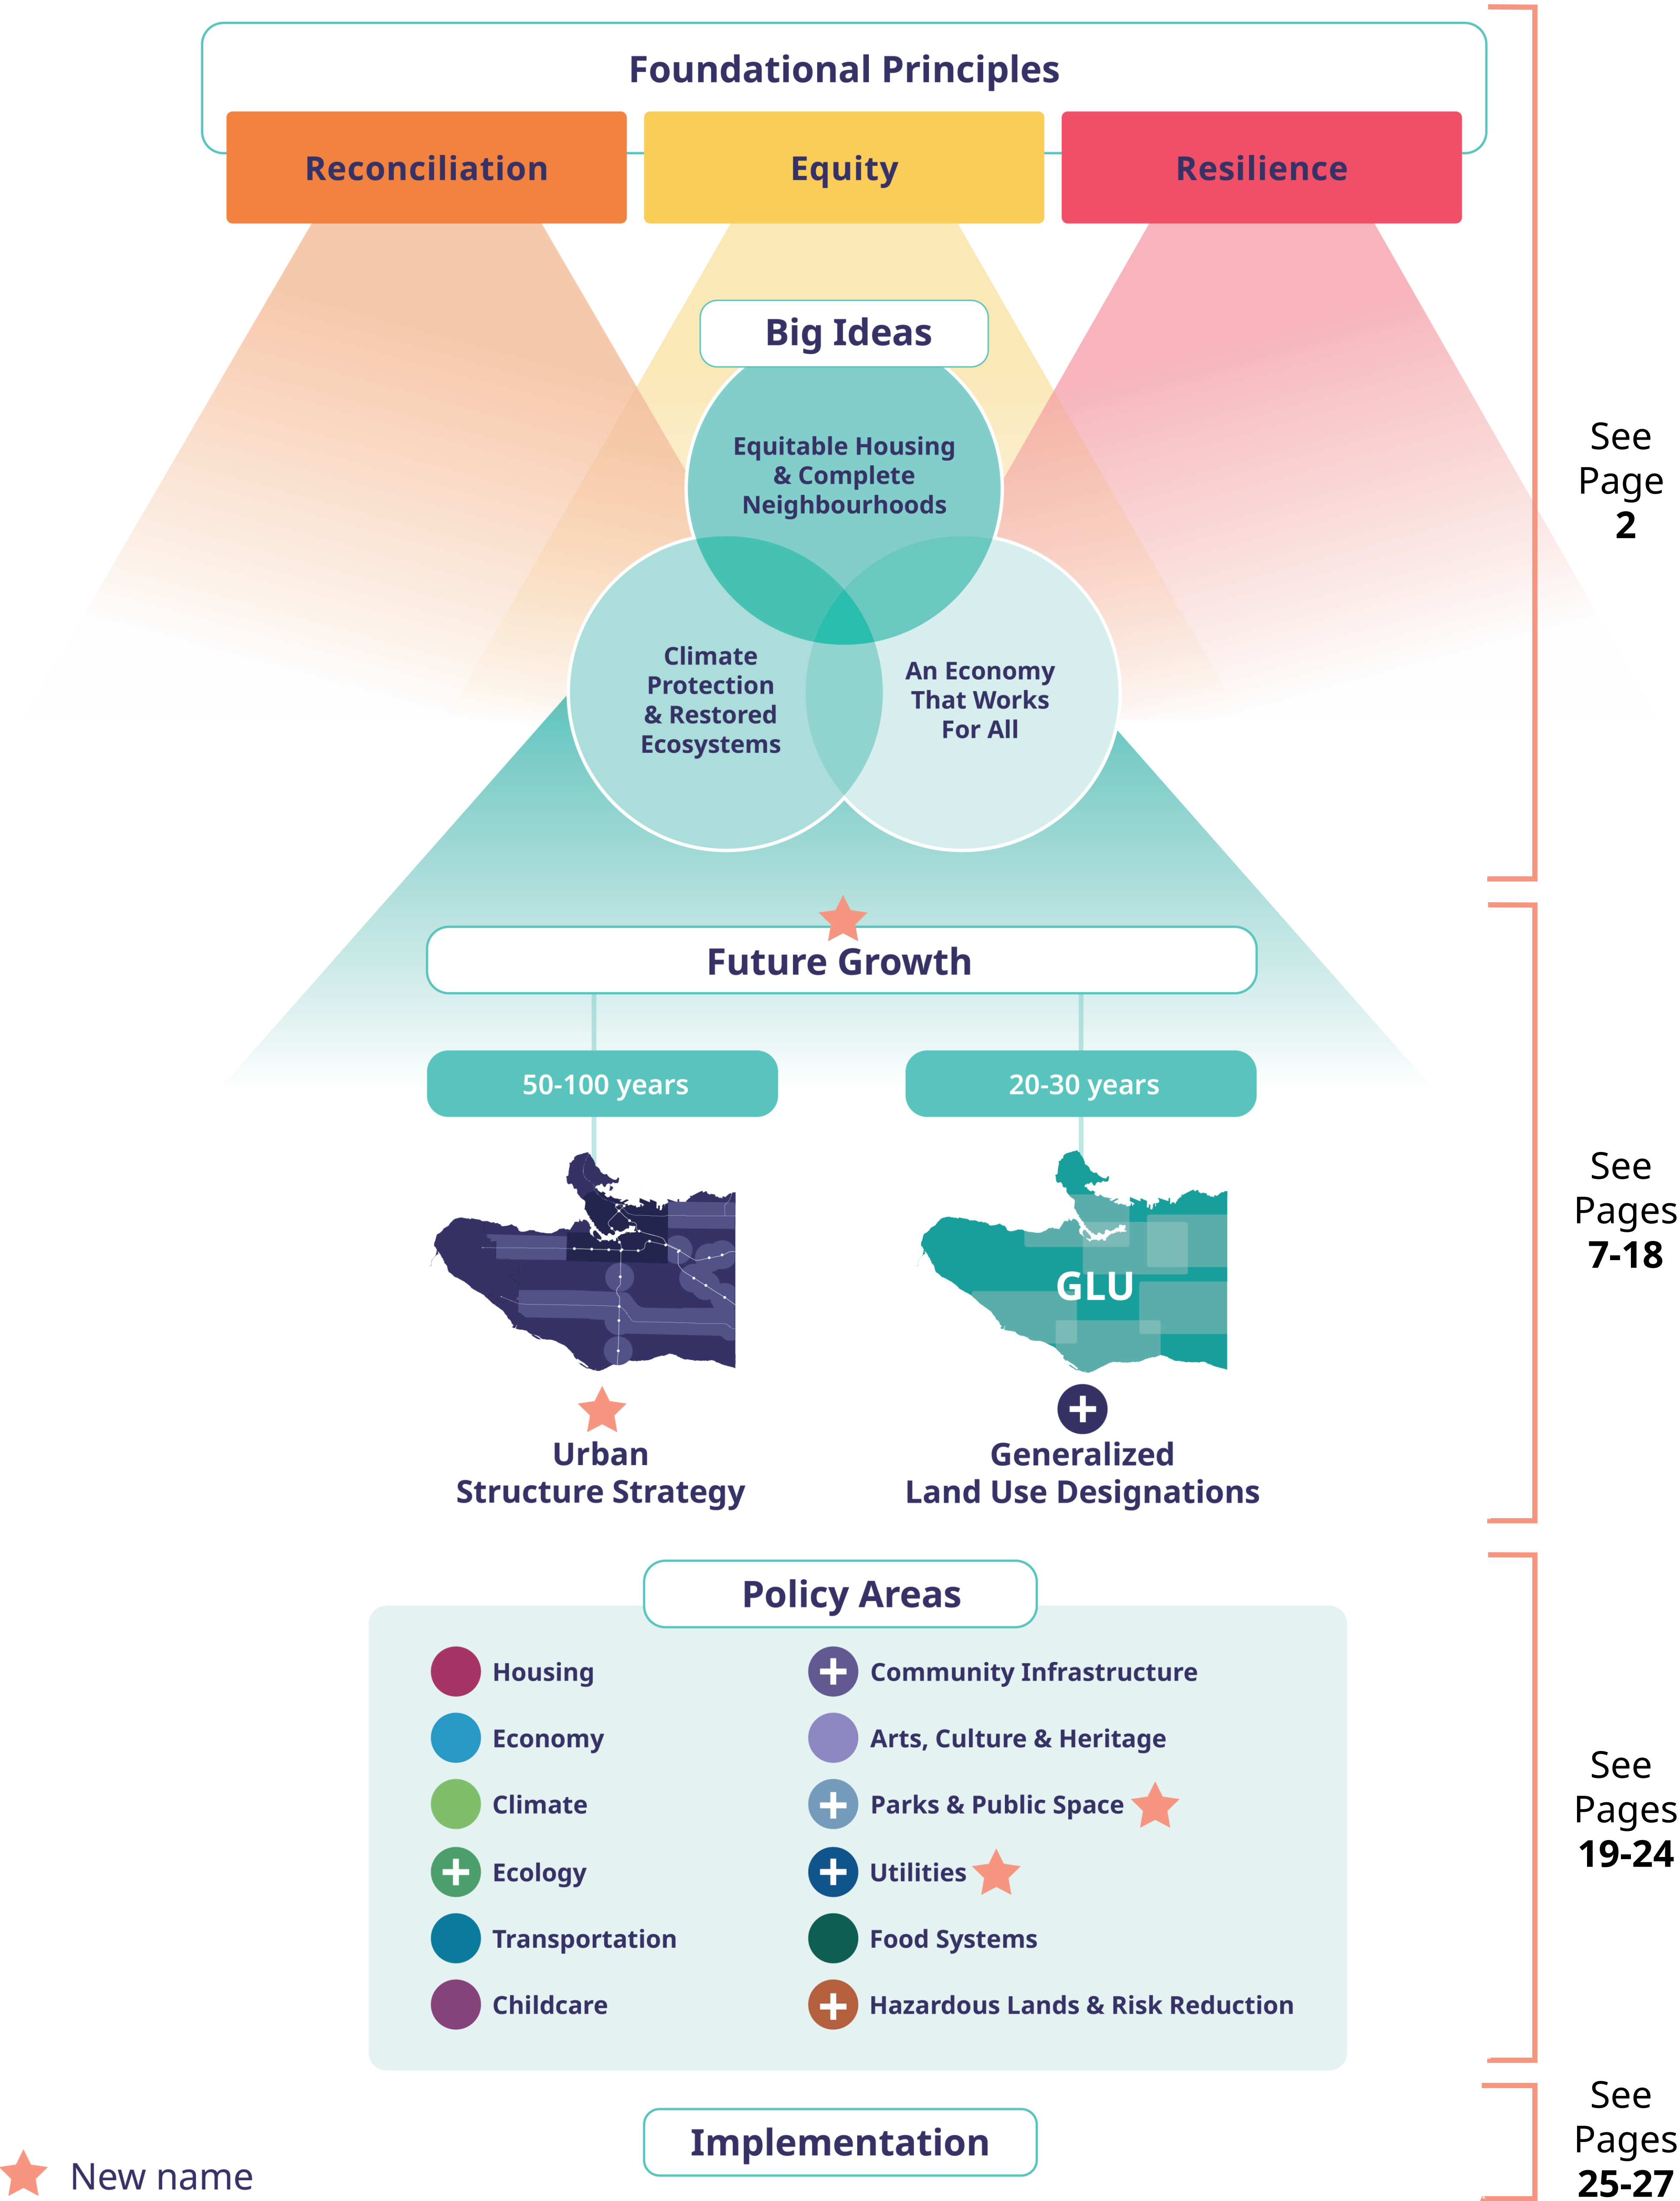 Foundational Principles
Reconciliation
Equity
Resilience
Big Ideas
Equitable Housing
& Complete
Neighbourhoods
Climate
Protection
& Restored
Ecosystems
An Economy
That Works
For All
See
Page
2
Future Growth
50-100 years
20-30 years
GLU
Urban
Structure Strategy
Generalized
Land Use Designations
See
Pages
7-18
Policy Areas
Housing
Economy
Climate
Ecology
Transportation
Childcare
Community Infrastructure
Arts, Culture & Heritage
Parks & Public Space
Utilities
Food Systems
Hazardous Lands & Risk Reduction
See
Pages
19-24
Implementation
See
Pages
25-27
New name